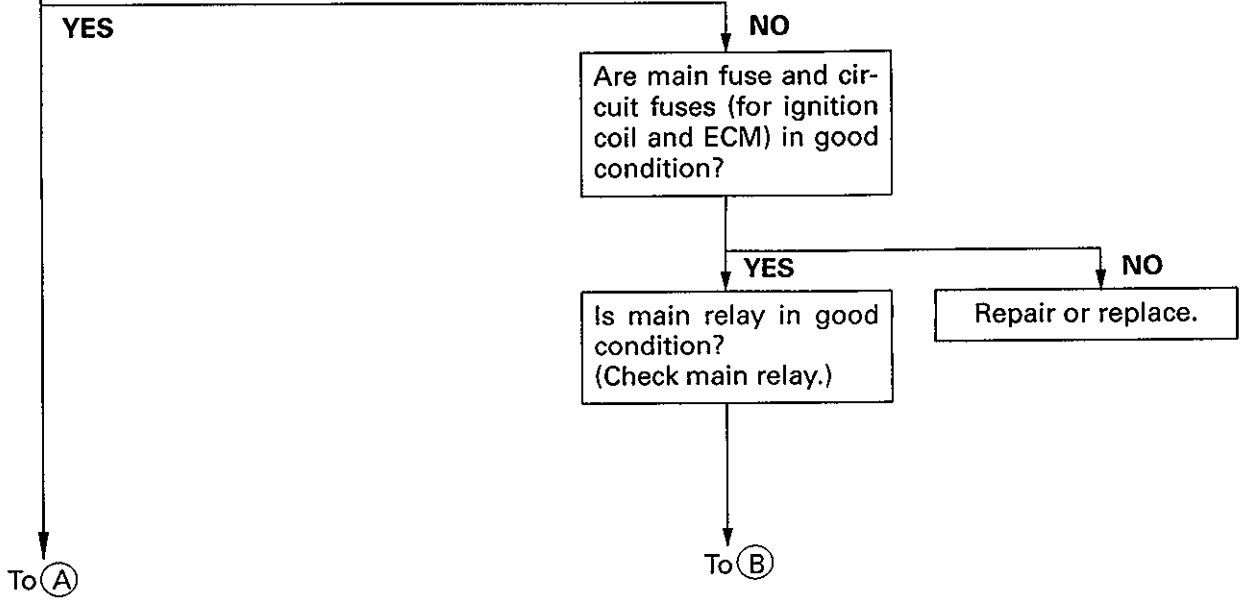 YES
NO
Are main fuse and cir-
cuit fuses (for ignition
coil and ECM) in good
condition?
YES
NO
Is main relay in good
condition?
(Check main relay.)
Repair or replace.
To Ⓐ
To Ⓑ